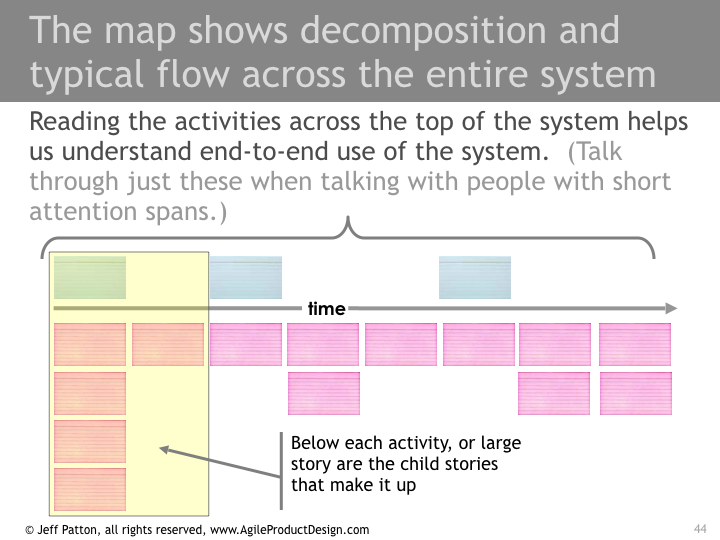 The map shows decomposition and
typical flow across the entire system
Reading the activities across the top of the system helps
us understand end-to-end use of the system.  (Talk
through just these when talking with people with short
attention spans.)
time
Below each activity, or large
story are the child stories
that make it up
© Jeff Patton, all rights reserved, www.AgileProductDesign.com
44